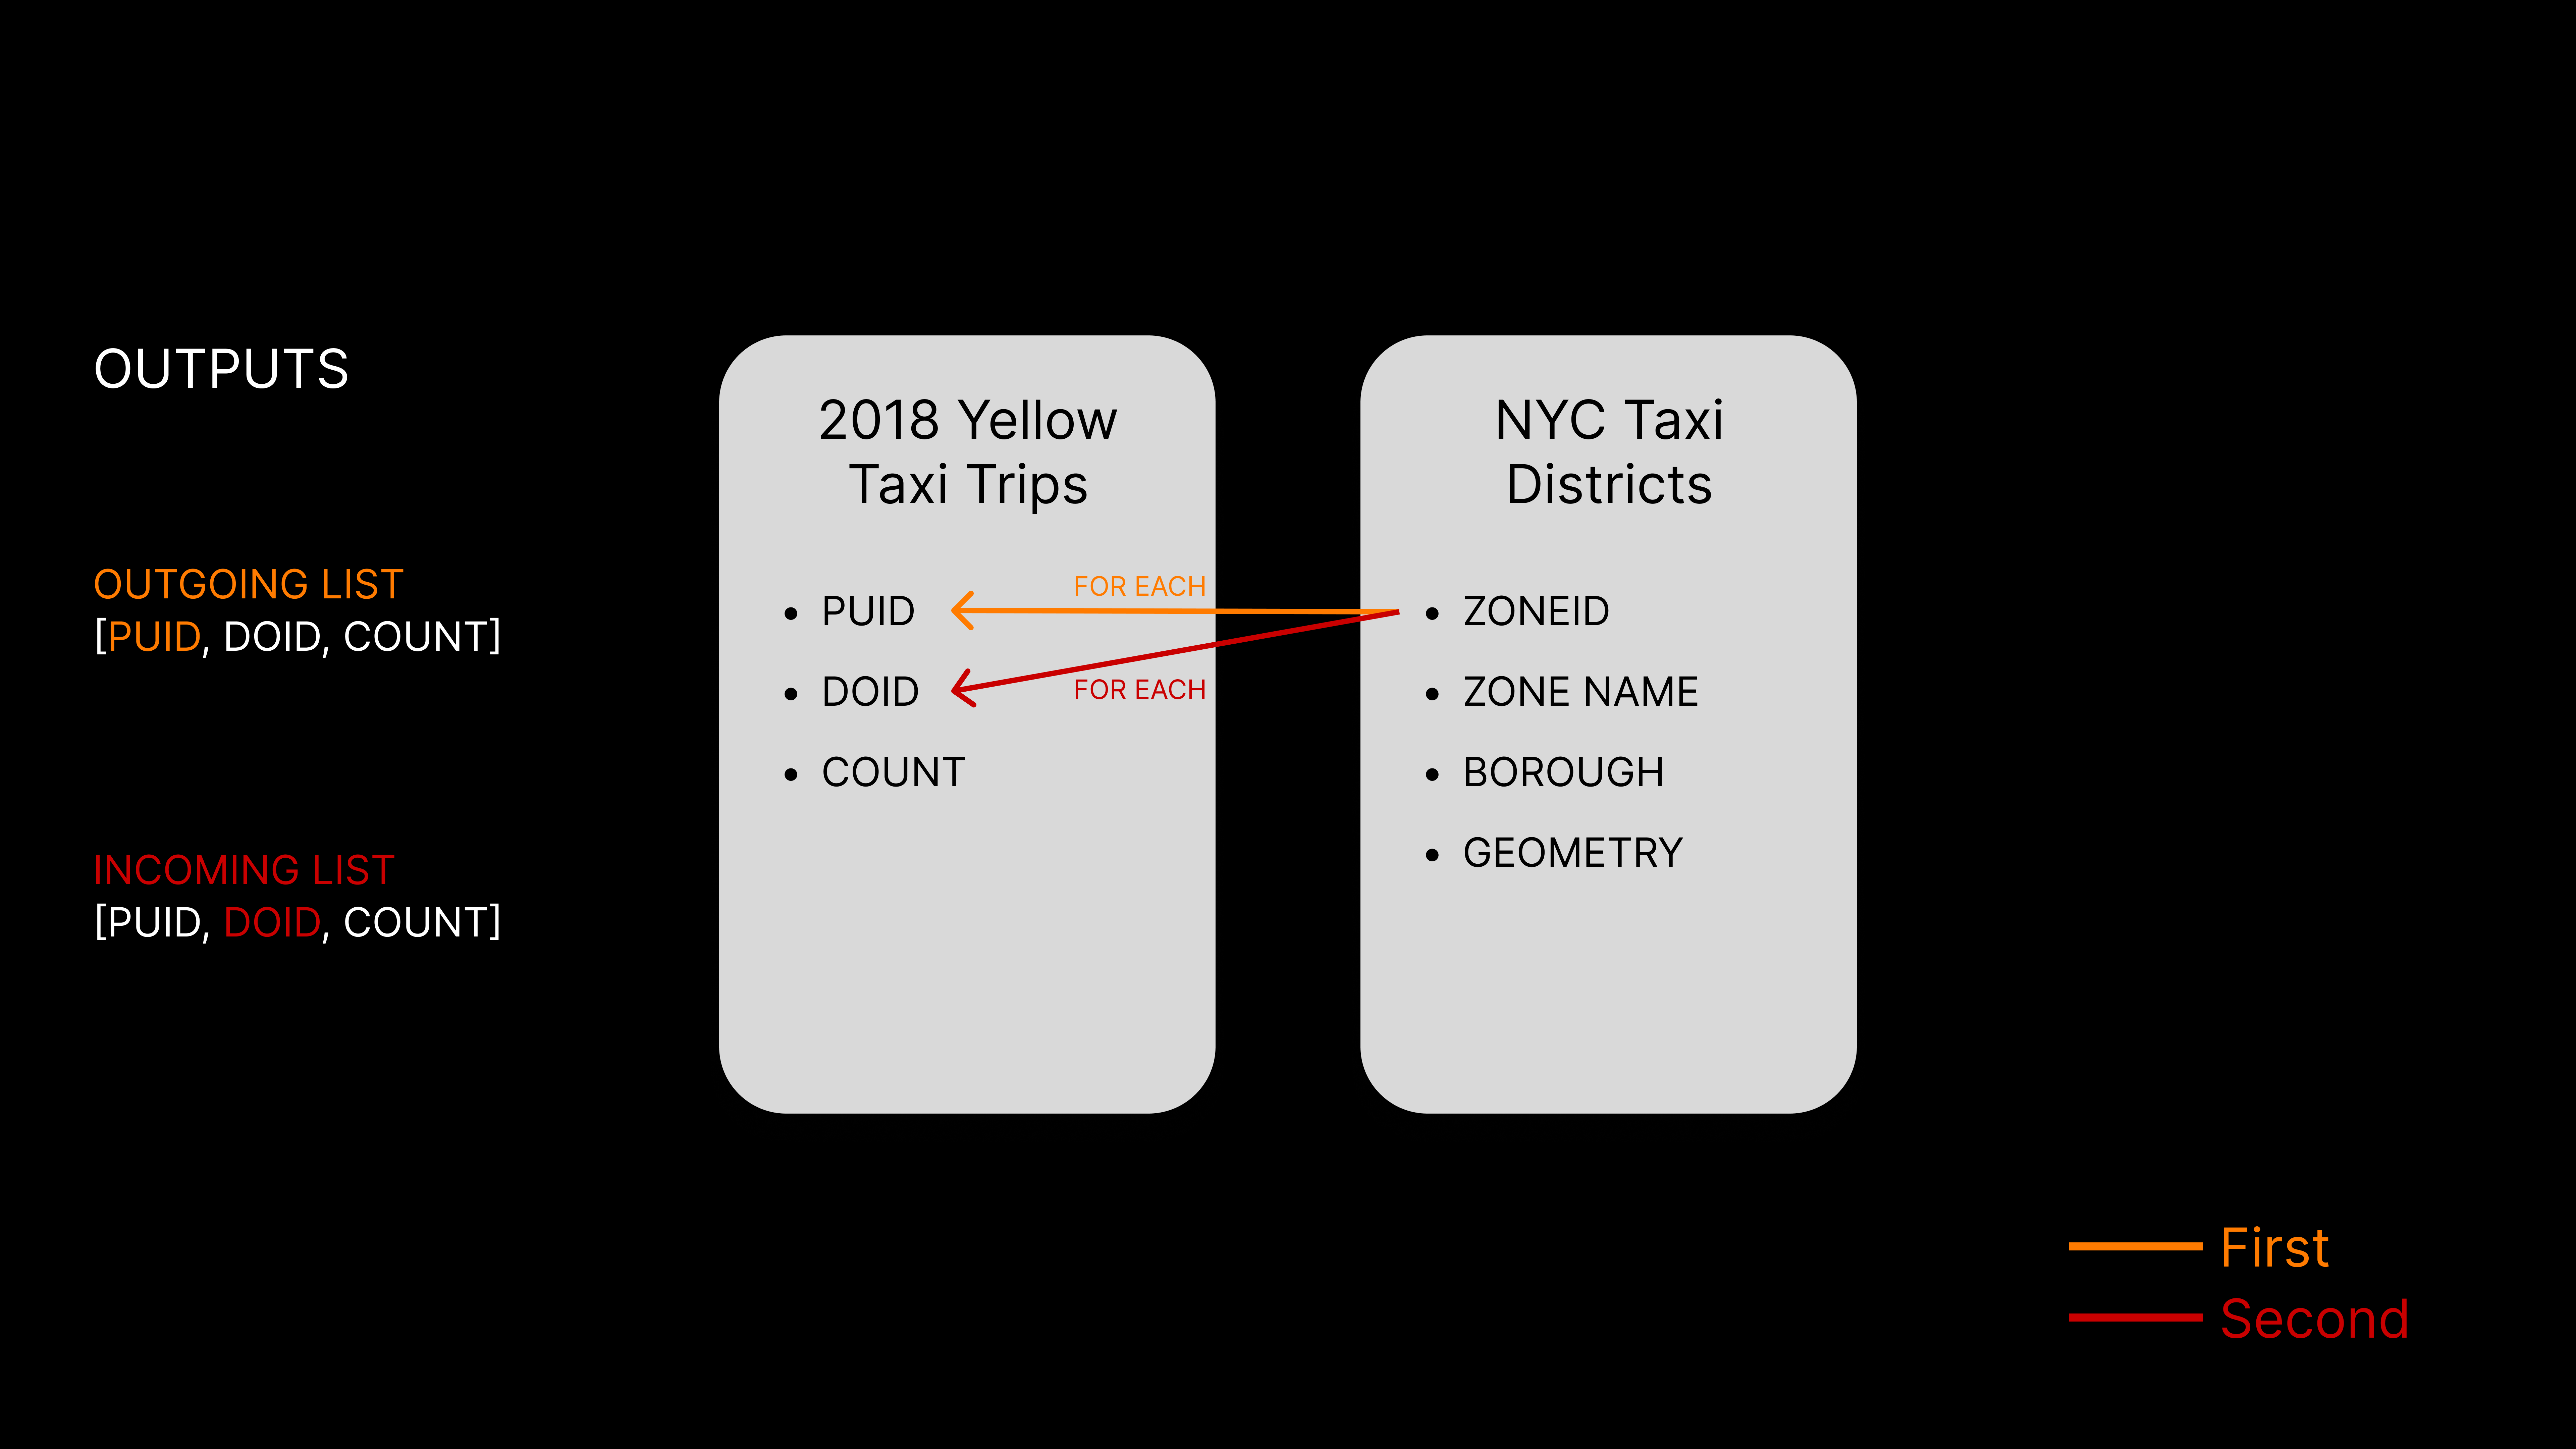 OUTPUTS
OUTGOING LIST
[PUID, DOID, COUNT]
INCOMING LIST
[PUID, DOID, COUNT]
2018 Yellow
Taxi Trips
• PUID
• DOID
• COUNT
FOR EACH
FOR EACH
NYC Taxi
Districts
• ZONEID
• ZONE NAME
• BOROUGH
• GEOMETRY
First
Second